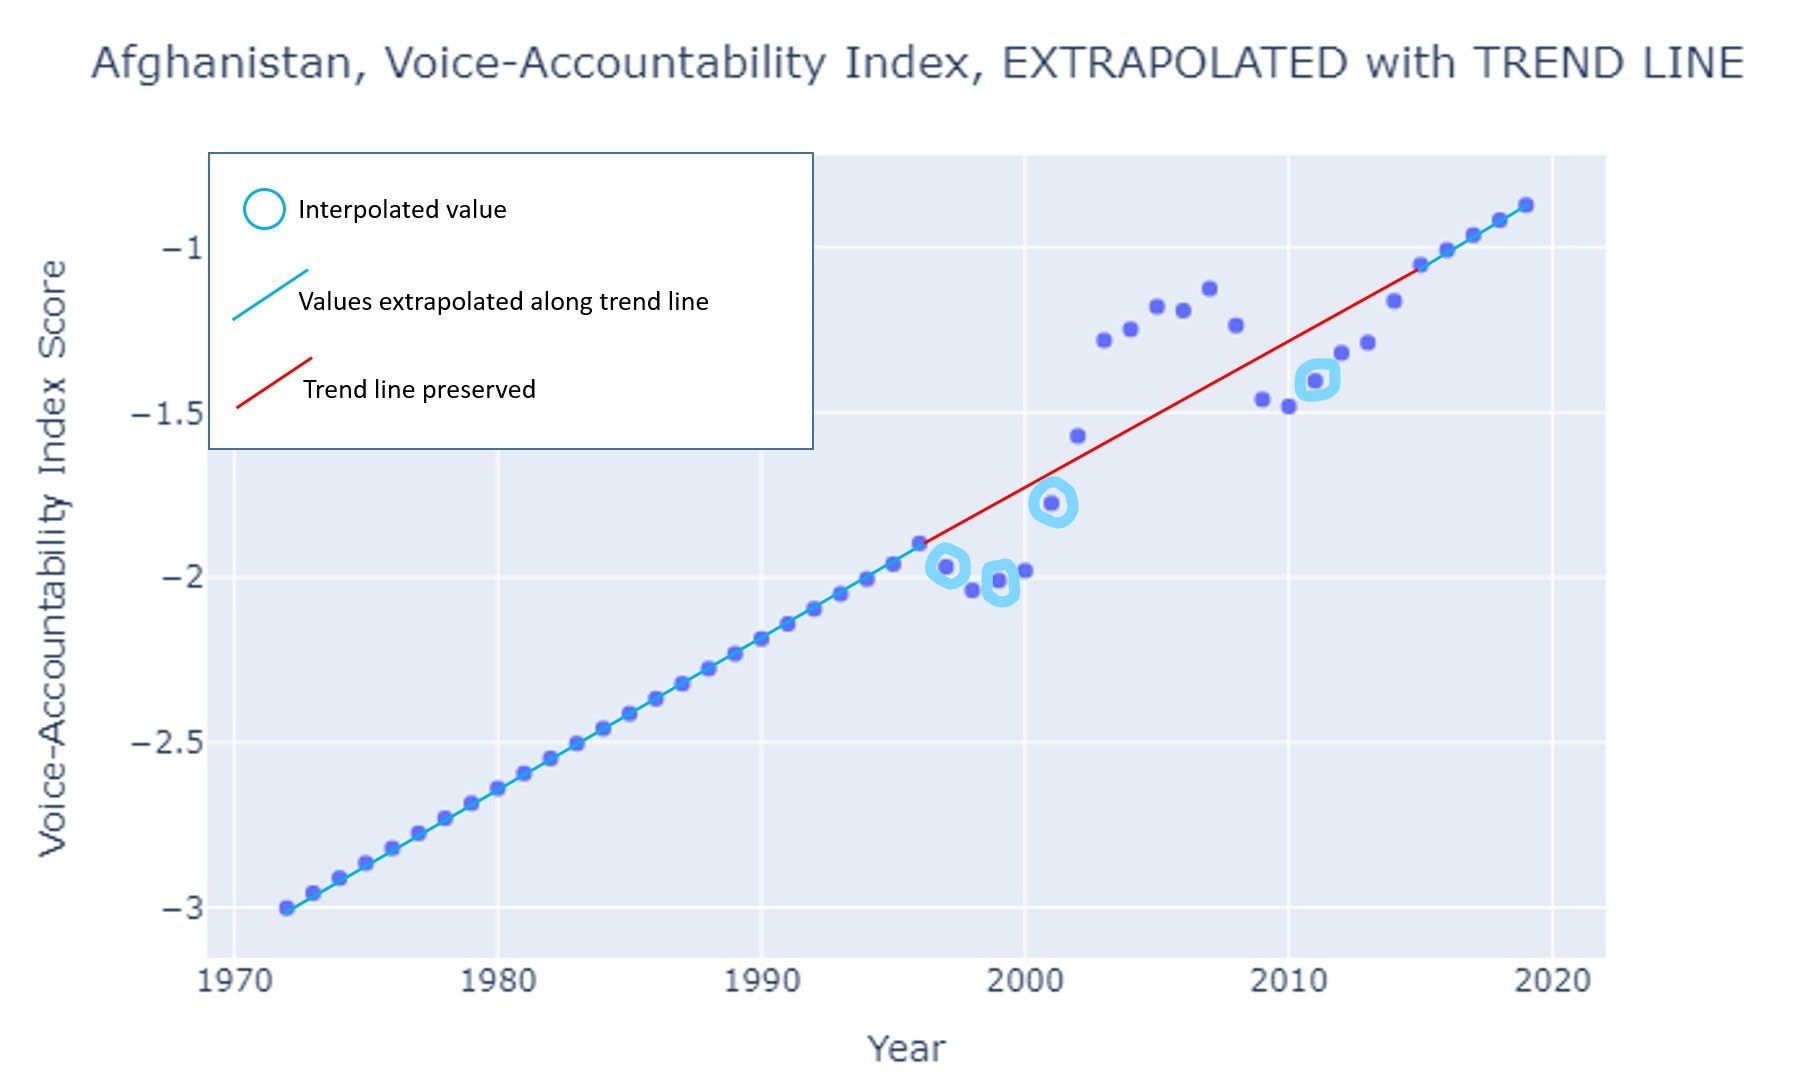 Afghanistan, Voice-Accountability Index, EXTRAPOLATED with TREND LINE
Interpolated value
Values extrapolated along trend line
Trend line preserved
Voice-Accountability Index Score
−1
−1.5
−2
−2.5
−3
1970
1980
1990
2000
2010
2020
Year